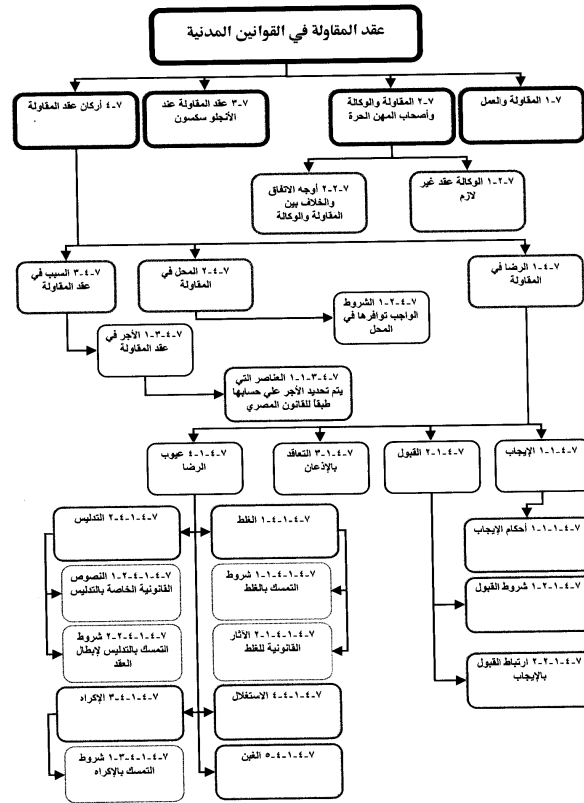 عقد المقاولة في القوانين المدنية
٧-١ المقاولة والعمل
٧-٢ المقاولة والوكالة
وأصحاب المهن الحرة
٧-٣ عقد المقاولة عند
الأنجلو سكسون
٧-٤ أركان عقد المقاولة
٧-٢-١ الوكالة عقد غير
لازم
٧-٢-٢ أوجه الاتفاق
والخلاف بين
المقاولة والوكالة
٧-٤-١ الرضا في
المقاولة
٧-٤-٢ المحل في
المقاولة
٧-٤-٣ السبب في
عقد المقاولة
٧-٤-٢-١ الشروط
الواجب توافرها في
المحل
٧-٤-٣-١ الأجر في
عقد المقاولة
٧-٤-٣-١-١ العناصر التي
يتم تحديد الأجر علي حسابها
طبقاً للقانون المصري
٧-٤-١-١ الإيجاب
٧-٤-١-٢ القبول
٧-٤-١-٣ التعاقد
بالإذعان
٧-٤-١-٤ عيوب
الرضا
٧-٤-١-١-١ أحكام الإيجاب
٧-٤-١-٢-١ شروط القبول
٧-٤-١-٢-٢ ارتباط القبول
بالإيجاب
٧-٤-١-٤-١ الغلط
٧-٤-١-٤-١-١ شروط
التمسك بالغلط
٧-٤-١-٤-١-٢ الآثار
القانونية للغلط
٧-٤-١-٤-٢ التدليس
٧-٤-١-٤-٢-١ النصوص
القانونية الخاصة بالتدليس
٧-٤-١-٤-٢-٢ شروط
التمسك بالتدليس لإبطال
العقد
٧-٤-١-٤-٣ الإكراه
٧-٤-١-٤-٣-١ شروط
التمسك بالإكراه
٧-٤-١-٤-٤ الاستغلال
٧-٤-١-٤-٥ الغبن